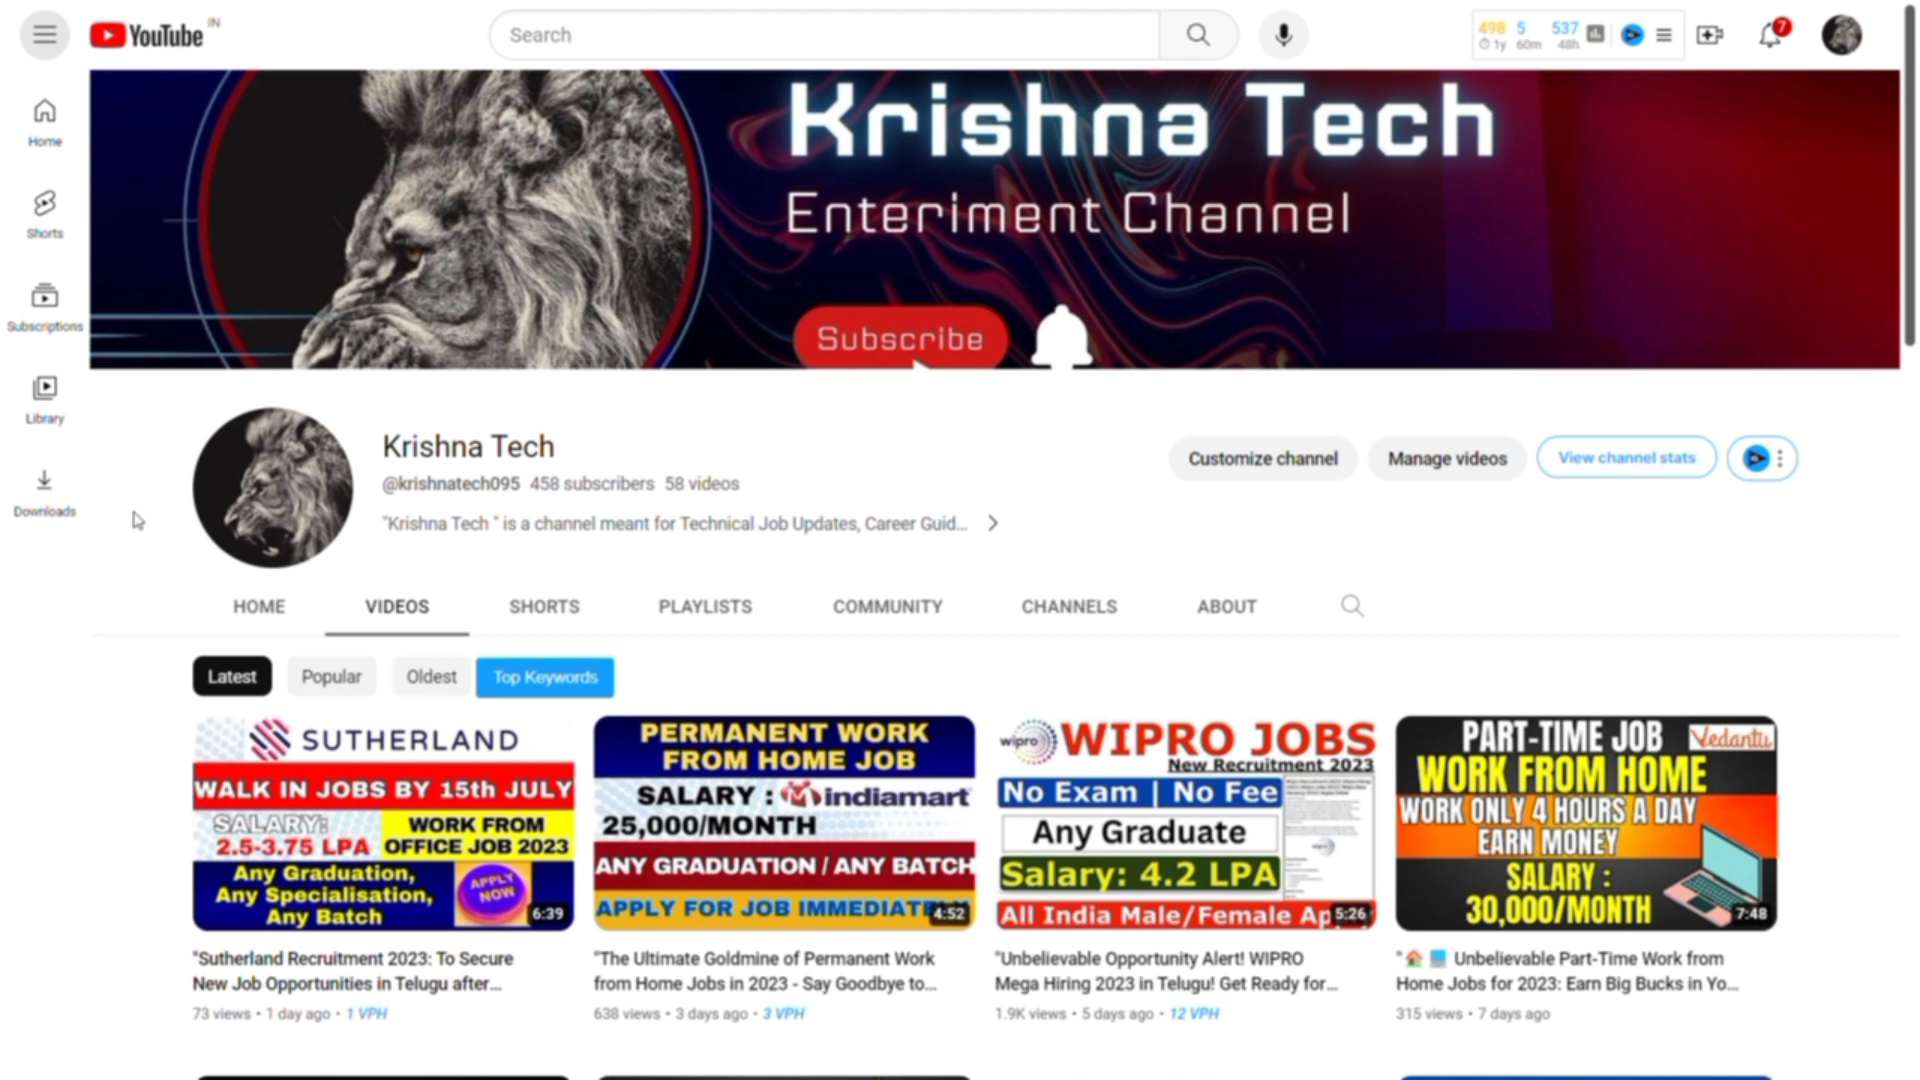 YouTube IN
Search
498 5 537
1y 60m 48h
7
Home
Shorts
Subscriptions
Library
Downloads
Krishna Tech
Enteriment Channel
Subscribe
Krishna Tech
@krishnatech095 458 subscribers 58 videos
"Krishna Tech " is a channel meant for Technical Job Updates, Career Guid...
Customize channel
Manage videos
View channel stats
HOME VIDEOS SHORTS PLAYLISTS COMMUNITY CHANNELS ABOUT
Latest Popular Oldest Top Keywords
SUTHERLAND
WALK IN JOBS BY 15th JULY
SALARY:
2.5-3.75 LPA
WORK FROM
OFFICE JOB 2023
Any Graduation,
Any Specialisation,
Any Batch
APPLY
NOW
6:39
"Sutherland Recruitment 2023: To Secure
New Job Opportunities in Telugu after...
73 views • 1 day ago • 1 VPH
PERMANENT WORK
FROM HOME JOB
SALARY :
indiamart
25,000/MONTH
ANY GRADUATION / ANY BATCH
APPLY FOR JOB
4:52
"The Ultimate Goldmine of Permanent Work
from Home Jobs in 2023 - Say Goodbye to...
638 views • 3 days ago • 3 VPH
wipro
WIPRO JOBS
New Recruitment 2023
No Exam | No Fee
Any Graduate
Salary: 4.2 LPA
All India Male/Female
5:26
"Unbelievable Opportunity Alert! WIPRO
Mega Hiring 2023 in Telugu! Get Ready for...
1.9K views • 5 days ago • 12 VPH
PART-TIME JOB
Vedantu
WORK FROM HOME
WORK ONLY 4 HOURS A DAY
EARN MONEY
SALARY :
30,000/MONTH
7:48
"🏠 💻 Unbelievable Part-Time Work from
Home Jobs for 2023: Earn Big Bucks in Yo...
315 views • 7 days ago